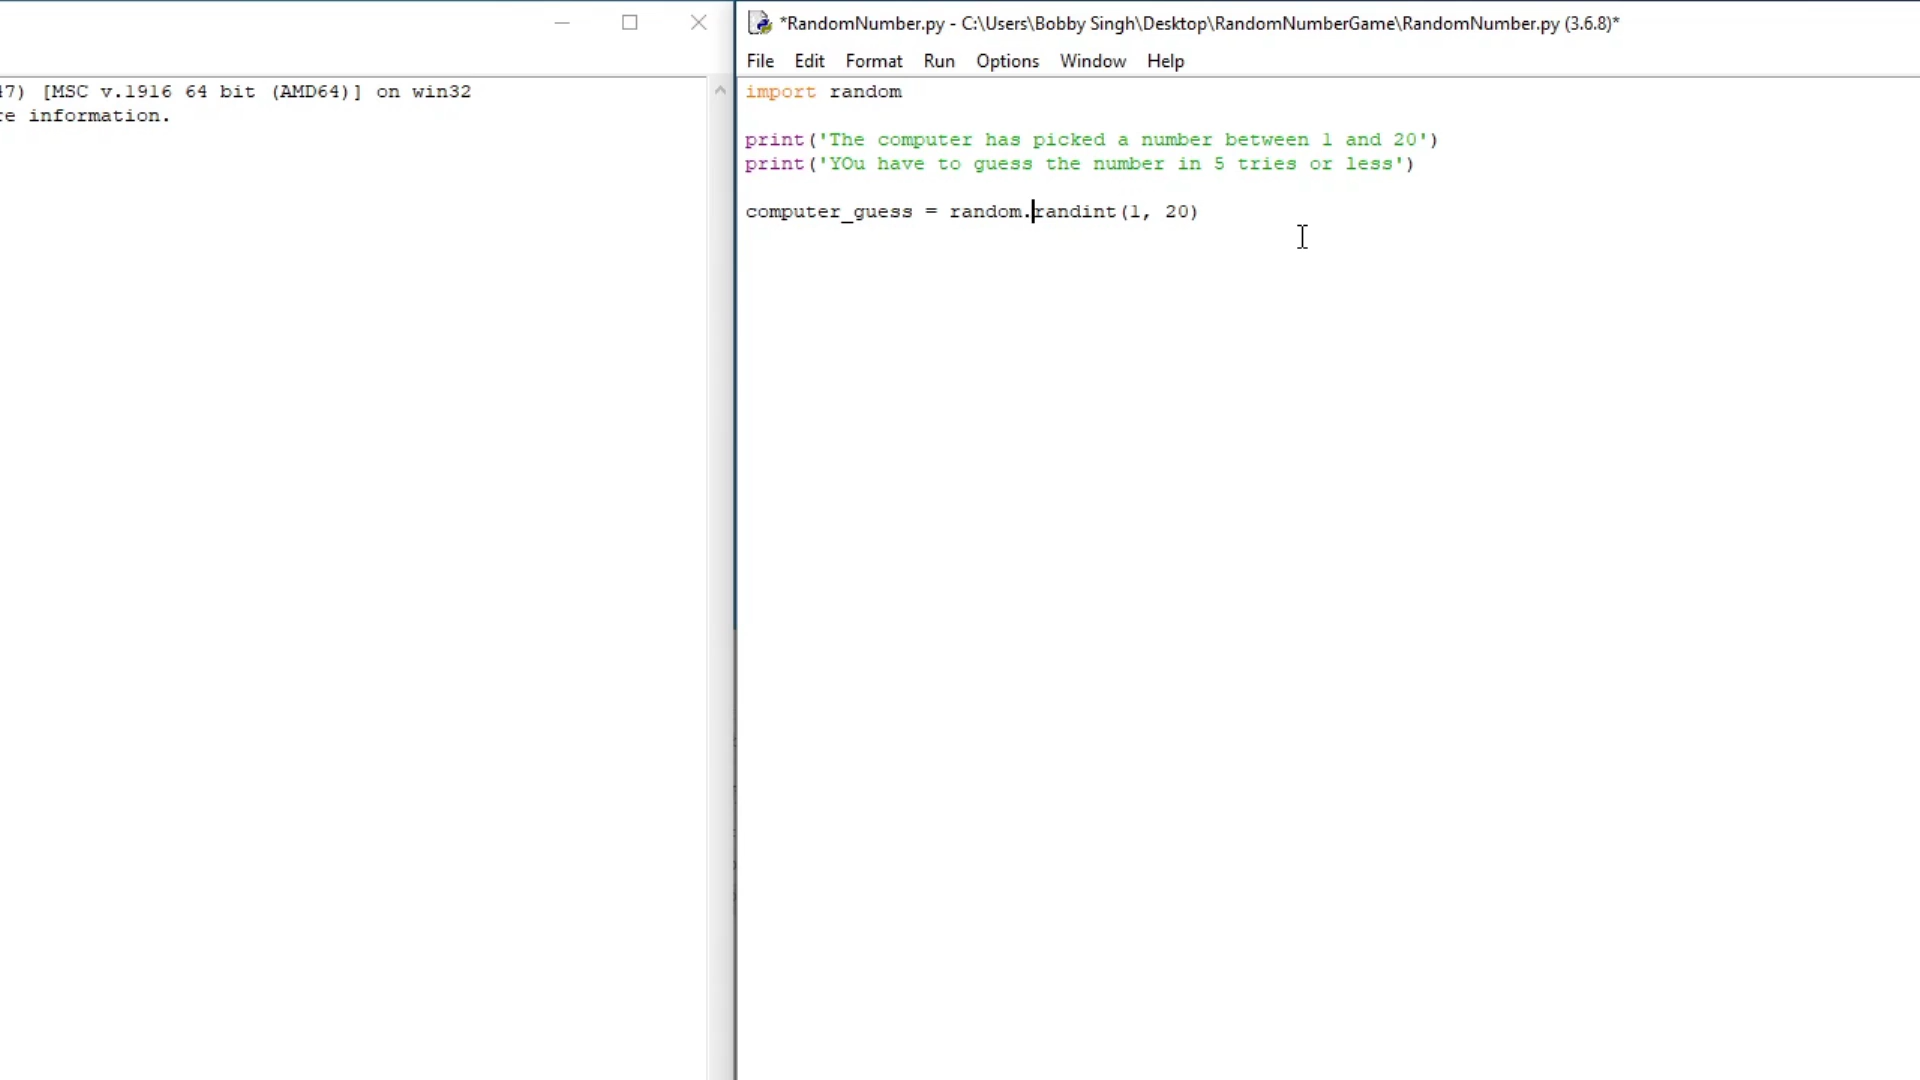 *RandomNumber.py - C:\Users\Bobby Singh\Desktop\RandomNumberGame\RandomNumber.py (3.6.8)*
File Edit Format Run Options Window Help
47) [MSC v.1916 64 bit (AMD64)] on win32
re information.
import random
print('The computer has picked a number between 1 and 20')
print('YOu have to guess the number in 5 tries or less')
computer_guess = random.randint(1, 20)